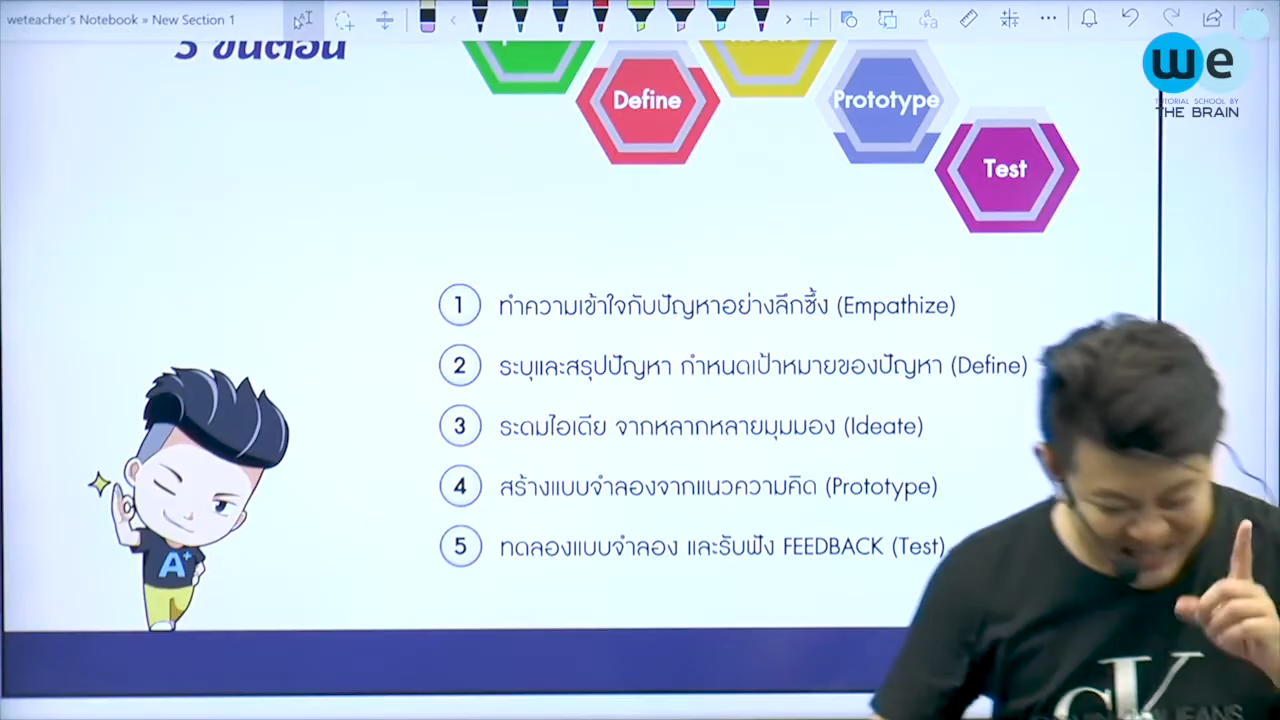 weteacher's Notebook » New Section 1
5 ขั้นตอน
Define
Prototype
Test
we
TUTORIAL SCHOOL BY
THE BRAIN
1 ทำความเข้าใจกับปัญหาอย่างลึกซึ้ง (Empathize)
2 ระบุและสรุปปัญหา กำหนดเป้าหมายของปัญหา (Define)
3 ระดมไอเดีย จากหลากหลายมุมมอง (Ideate)
4 สร้างแบบจำลองจากแนวความคิด (Prototype)
5 ทดลองแบบจำลอง และรับฟัง FEEDBACK (Test)
A+
CK